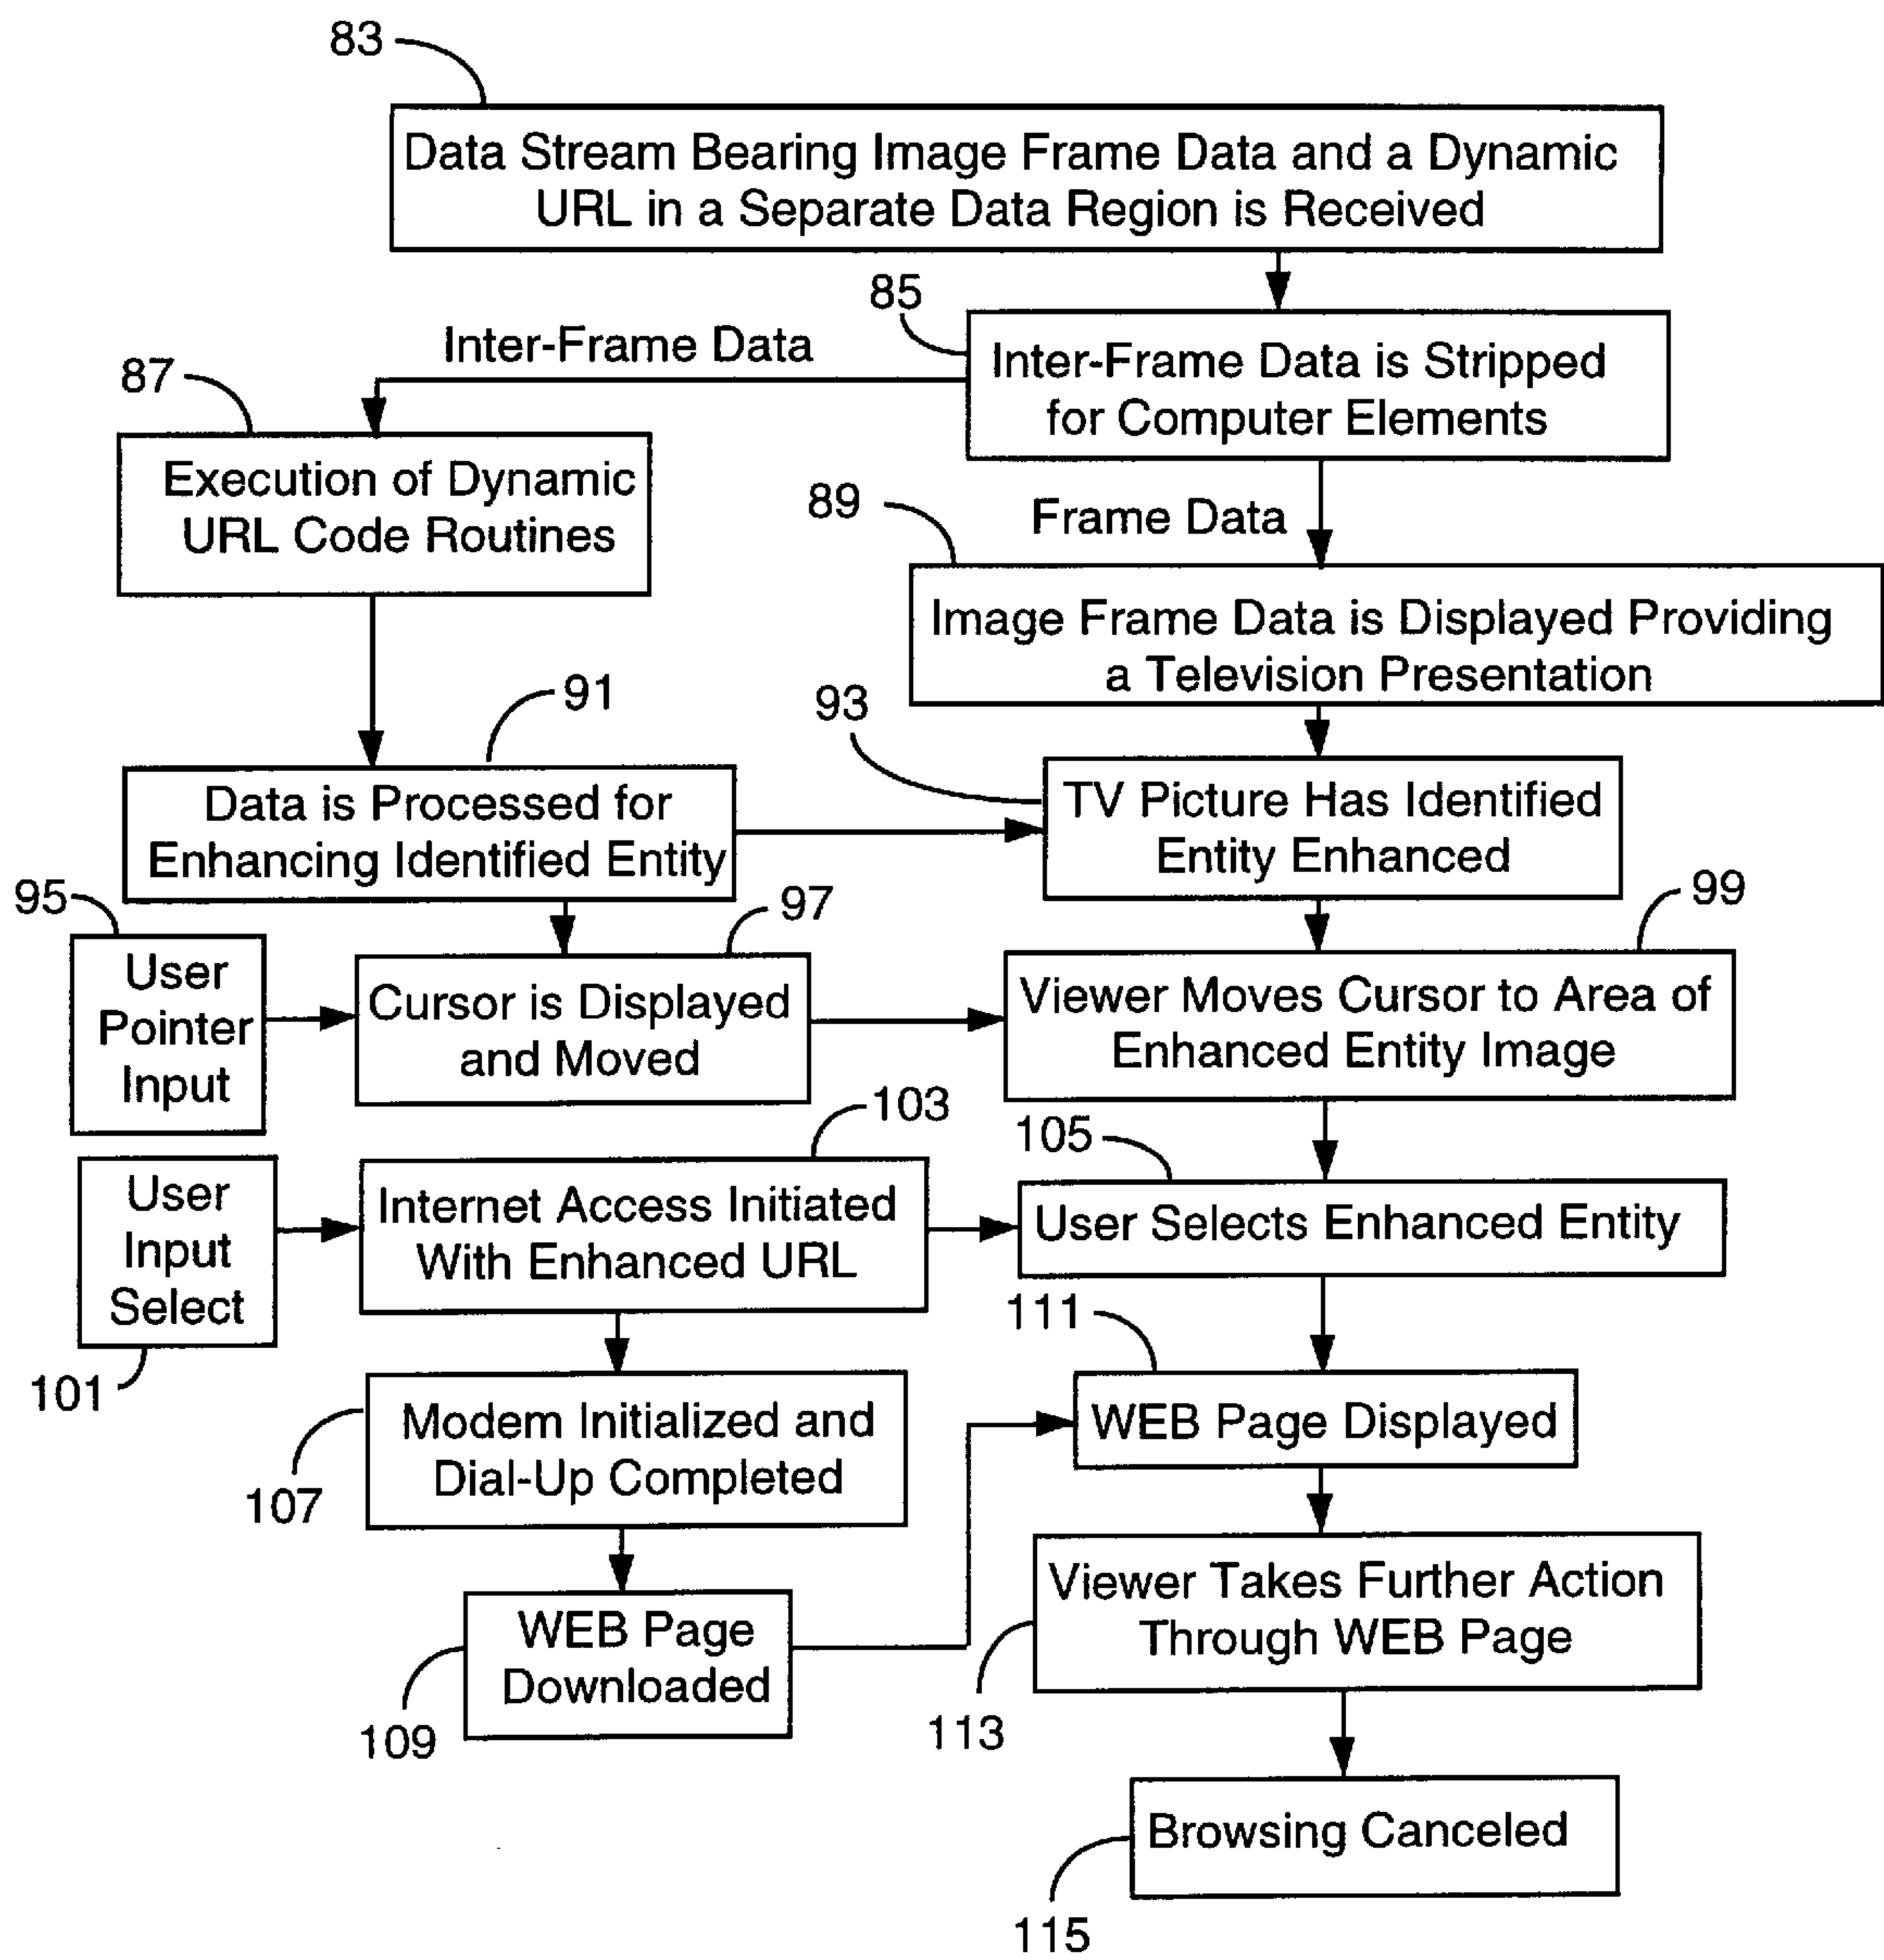 83
Data Stream Bearing Image Frame Data and a Dynamic
URL in a Separate Data Region is Received
85
Inter-Frame Data
Inter-Frame Data is Stripped
for Computer Elements
87
Execution of Dynamic
URL Code Routines
89
Frame Data
Image Frame Data is Displayed Providing
a Television Presentation
91
93
Data is Processed for
Enhancing Identified Entity
TV Picture Has Identified
Entity Enhanced
95
97
99
User
Pointer
Input
Cursor is Displayed
and Moved
Viewer Moves Cursor to Area of
Enhanced Entity Image
103
105
User
Input
Select
Internet Access Initiated
With Enhanced URL
User Selects Enhanced Entity
101
111
107
Modem Initialized and
Dial-Up Completed
WEB Page Displayed
109
WEB Page
Downloaded
113
Viewer Takes Further Action
Through WEB Page
Browsing Canceled
115